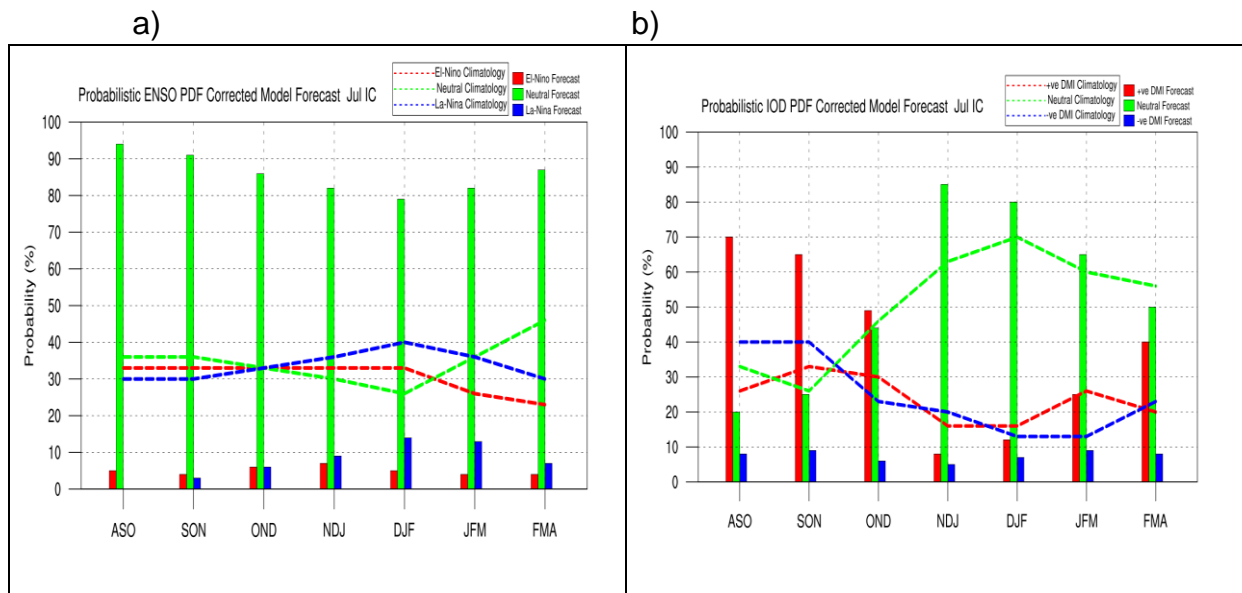 a)
b)
El-Nino Climatology
Neutral Climatology
La-Nina Climatology
El-Nino Forecast
Neutral Forecast
La-Nina Forecast
Probabilistic ENSO PDF Corrected Model Forecast Jul IC
100
90
80
70
60
50
40
30
20
10
0
Probability (%)
ASO SON OND NDJ DJF JFM FMA
+ve DMI Climatology
Neutral Climatology
-ve DMI Climatology
+ve DMI Forecast
Neutral Forecast
-ve DMI Forecast
Probabilistic IOD PDF Corrected Model Forecast Jul IC
100
90
80
70
60
50
40
30
20
10
0
Probability (%)
ASO SON OND NDJ DJF JFM FMA